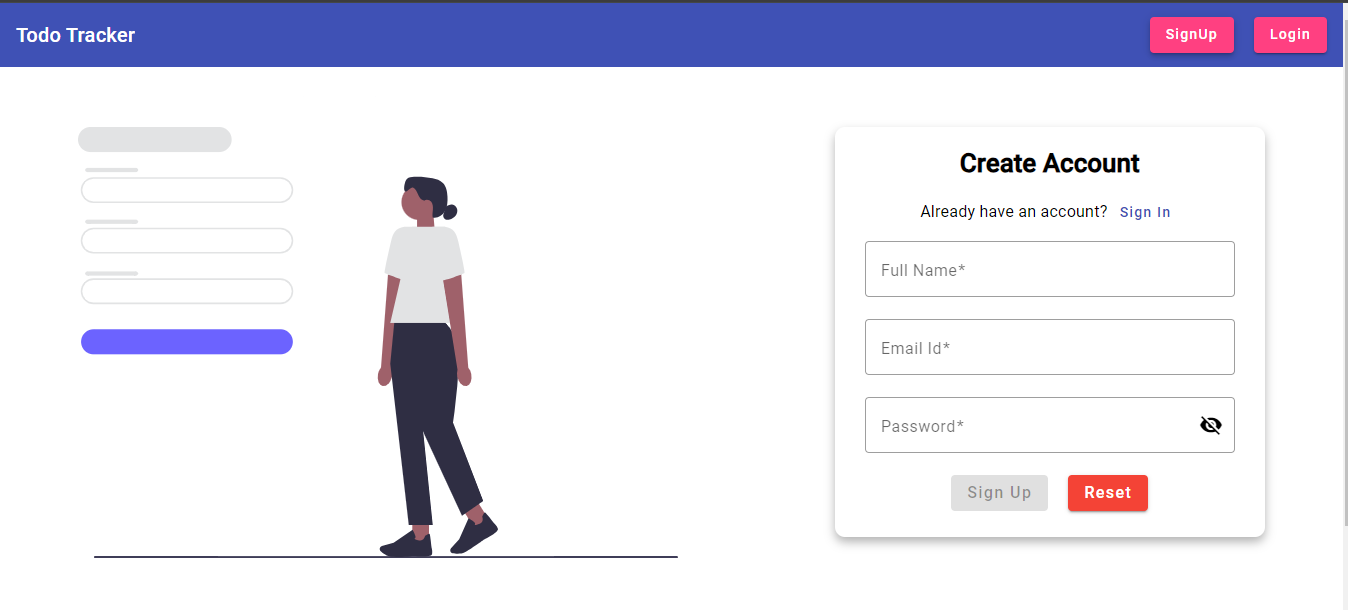 Todo Tracker
SignUp
Login
Create Account
Already have an account? Sign In
Full Name*
Email Id*
Password*
Sign Up
Reset